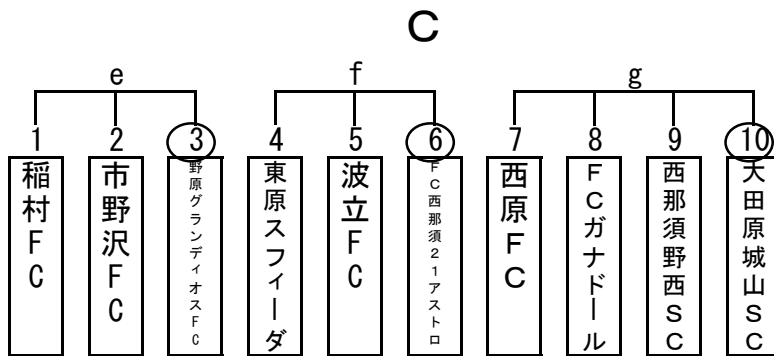 C
e f g
1 2 3 4 5 6 7 8 9 10
稲村FC
市野沢FC
野原グランディオスFC
東原スフィーダ
波立FC
FC西那須21アストロ
西原FC
FCガナドール
西那須野西SC
大田原城山SC